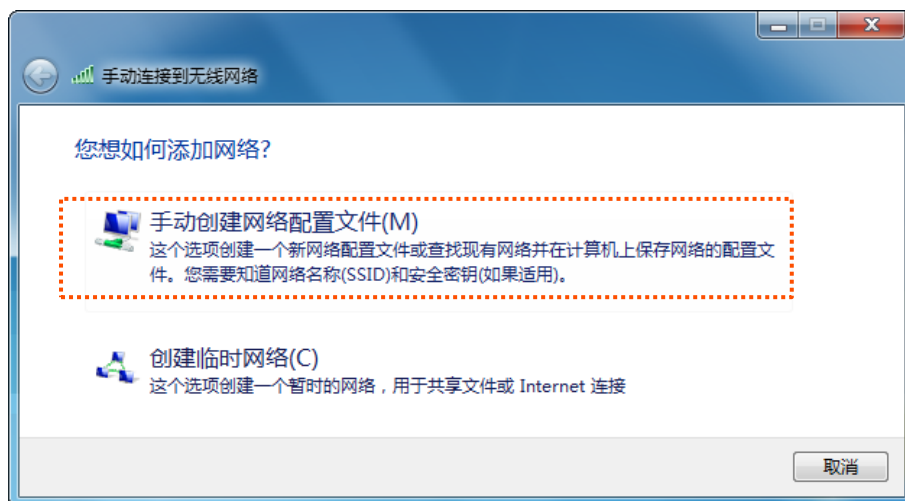 手动连接到无线网络
您想如何添加网络?
手动创建网络配置文件(M)
这个选项创建一个新网络配置文件或查找现有网络并在计算机上保存网络的配置文
件。您需要知道网络名称(SSID)和安全密钥(如果适用)。
创建临时网络(C)
这个选项创建一个暂时的网络，用于共享文件或 Internet 连接
取消